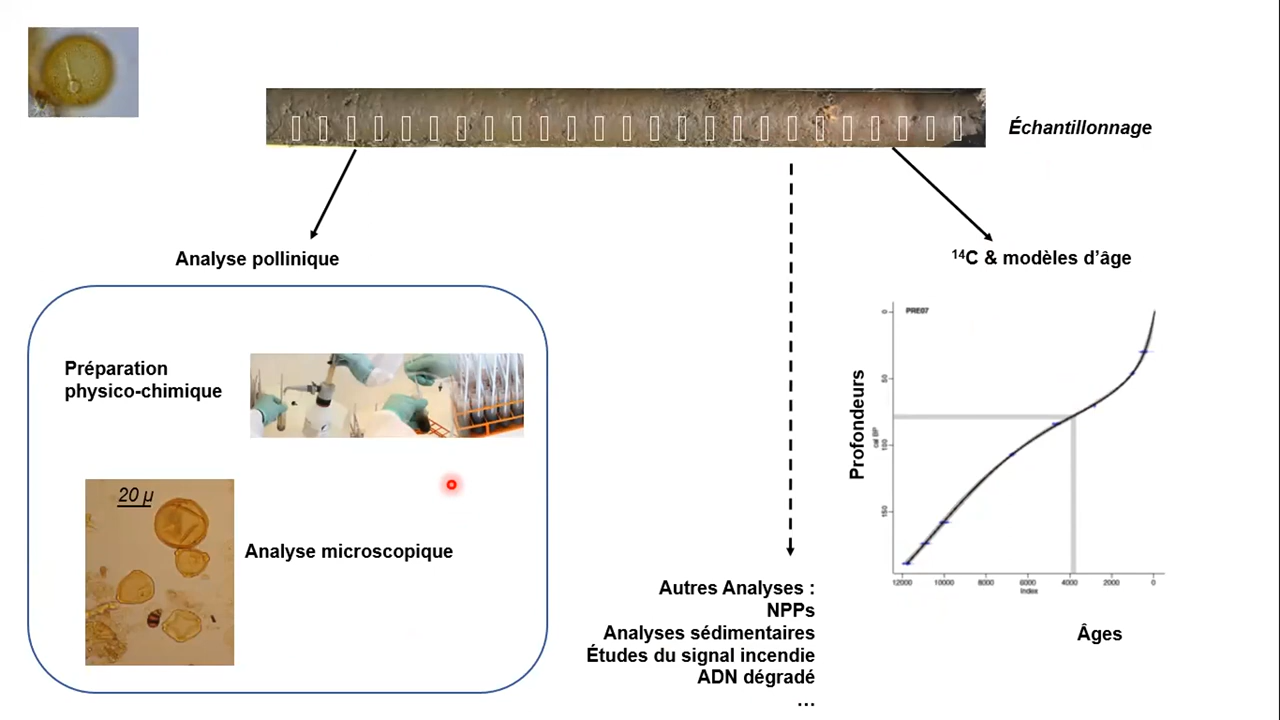 Échantillonnage
Analyse pollinique
¹⁴C & modèles d’âge
Préparation
physico-chimique
20 µ
Analyse microscopique
Autres Analyses :
NPPs
Analyses sédimentaires
Études du signal incendie
ADN dégradé
...
PRE07
Profondeurs
cal BP
0
50
100
150
12000 10000 8000 6000 4000 2000 0
Index
Âges